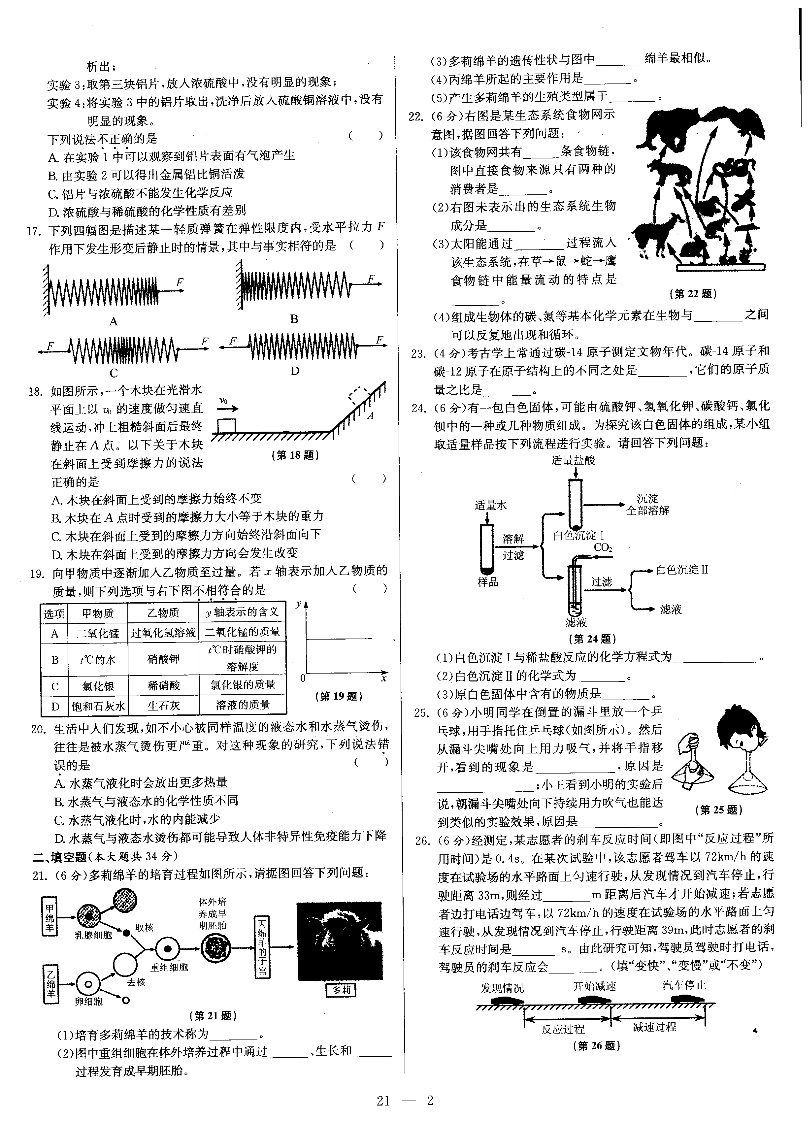 析出;
实验3:取第三块铝片,放入浓硫酸中,没有明显的现象;
实验4:将实验3中的铝片取出,洗净后放入硫酸铜溶液中,没有
明显的现象。
下列说法不正确的是 ( )
A. 在实验1中可以观察到铝片表面有气泡产生
B. 由实验2可以得出金属铝比铜活泼
C. 铝片与浓硫酸不能发生化学反应
D. 浓硫酸与稀硫酸的化学性质有差别
17. 下列四幅图是描述某一轻质弹簧在弹性限度内,受水平拉力F
作用下发生形变后静止时的情景,其中与事实相符的是 ( )
F
F
A
B
F F F F
C
D
18. 如图所示,一个木块在光滑水
平面上以v₀的速度做匀速直
线运动,冲上粗糙斜面后最终
静止在A点。以下关于木块
在斜面上受到摩擦力的说法
正确的是 ( )
v₀
A
(第18题)
A. 木块在斜面上受到的摩擦力始终不变
B. 木块在A点时受到的摩擦力大小等于木块的重力
C. 木块在斜面上受到的摩擦力方向始终沿斜面向下
D. 木块在斜面上受到的摩擦力方向会发生改变
19. 向甲物质中逐渐加入乙物质至过量。若x轴表示加入乙物质的
质量,则下列选项与右下图不相符合的是 ( )
选项 甲物质 乙物质 y轴表示的含义
A 二氧化锰 过氧化氢溶液 二氧化锰的质量
B t℃的水 硝酸钾 t℃时硝酸钾的
溶解度
C 氯化银 稀硝酸 氯化银的质量
D 饱和石灰水 生石灰 溶液的质量
y
0 x
(第19题)
20. 生活中人们发现,如不小心被同样温度的液态水和水蒸气烫伤,
往往是被水蒸气烫伤更严重。对这种现象的研究,下列说法错
误的是 ( )
A. 水蒸气液化时会放出更多热量
B. 水蒸气与液态水的化学性质不同
C. 水蒸气液化时,水的内能减少
D. 水蒸气与液态水烫伤都可能导致人体非特异性免疫能力下降
二、填空题(本大题共34分)
21. (6分)多莉绵羊的培育过程如图所示,请据图回答下列问题:
甲绵羊
乳腺细胞
取核
乙绵羊
卵细胞
去核
重组细胞
体外培
养成早
期胚胎
丙绵羊的子宫
多莉
(第21题)
(1)培育多莉绵羊的技术称为______。
(2)图中重组细胞在体外培养过程中通过______,生长和______
过程发育成早期胚胎。
(3)多莉绵羊的遗传性状与图中______绵羊最相似。
(4)丙绵羊所起的主要作用是______。
(5)产生多莉绵羊的生殖类型属于______。
22. (6分)右图是某生态系统食物网示
意图,据图回答下列问题:
(1)该食物网共有______条食物链,
图中直接食物来源只有两种的
消费者是______。
(2)右图未表示出的生态系统生物
成分是______。
(3)太阳能通过______过程流入
该生态系统,在草→鼠→蛇→鹰
食物链中能量流动的特点是
______。
(第22题)
(4)组成生物体的碳、氮等基本化学元素在生物与______之间
可以反复地出现和循环。
23. (4分)考古学上常通过碳-14原子测定文物年代。碳-14原子和
碳-12原子在原子结构上的不同之处是______,它们的原子质
量之比是______。
24. (6分)有一包白色固体,可能由硫酸钾、氢氧化钾、碳酸钙、氯化
钡中的一种或几种物质组成。为探究该白色固体的组成,某小组
取适量样品按下列流程进行实验。请回答下列问题:
适量盐酸
适量水
沉淀
全部溶解
白色沉淀Ⅰ
溶解
过滤
CO₂
样品
过滤
白色沉淀Ⅱ
滤液
滤液
(第24题)
(1)白色沉淀Ⅰ与稀盐酸反应的化学方程式为______。
(2)白色沉淀Ⅱ的化学式为______。
(3)原白色固体中含有的物质是______。
25. (6分)小明同学在倒置的漏斗里放一个乒
乓球,用手指托住乒乓球(如图所示)。然后
从漏斗尖嘴处向上用力吸气,并将手指移
开,看到的现象是______,原因是
______;小王看到小明的实验后
说,朝漏斗尖嘴处向下持续用力吹气也能达
到类似的实验效果,原因是______。
(第25题)
26. (6分)经测定,某志愿者的刹车反应时间(即图中“反应过程”所
用时间)是0.4s。在某次试验中,该志愿者驾车以72km/h的速
度在试验场的水平路面上匀速行驶,从发现情况到汽车停止,行
驶距离33m,则经过______m距离后汽车才开始减速;若志愿
者边打电话边驾车,以72km/h的速度在试验场的水平路面上匀
速行驶,从发现情况到汽车停止,行驶距离39m,此时志愿者的刹
车反应时间是______s。由此研究可知,驾驶员驾驶时打电话,
驾驶员的刹车反应会______。(填“变快”、“变慢”或“不变”)
发现情况 开始减速 汽车停止
反应过程 减速过程
(第26题)
21 — 2